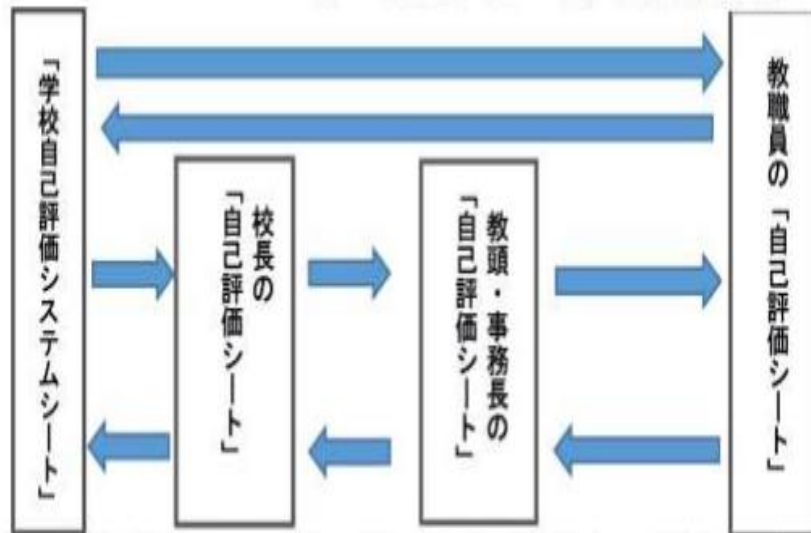 「学校自己評価システムシート」
校長の
「自己評価シート」
教頭・事務長の
「自己評価シート」
教職員の「自己評価シート」